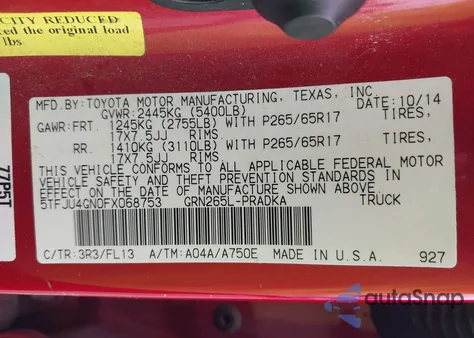 CITY REDUCED
ed the original load
lbs
77P5T
MFD.BY:TOYOTA MOTOR MANUFACTURING, TEXAS, INC.
GVWR:2445KG (5400LB) DATE:10/14
GAWR:FRT. 1245KG (2755LB) WITH P265/65R17 TIRES,
17X7.5JJ RIMS
RR. 1410KG (3110LB) WITH P265/65R17 TIRES,
17X7.5JJ RIMS
THIS VEHICLE CONFORMS TO ALL APPLICABLE FEDERAL MOTOR
VEHICLE SAFETY AND THEFT PREVENTION STANDARDS IN
EFFECT ON THE DATE OF MANUFACTURE SHOWN ABOVE.
5TFJU4GN0FX068753 GRN265L-PRADKA TRUCK
C/TR:3R3/FL13 A/TM:A04A/A750E MADE IN U.S.A. 927
autoSnap